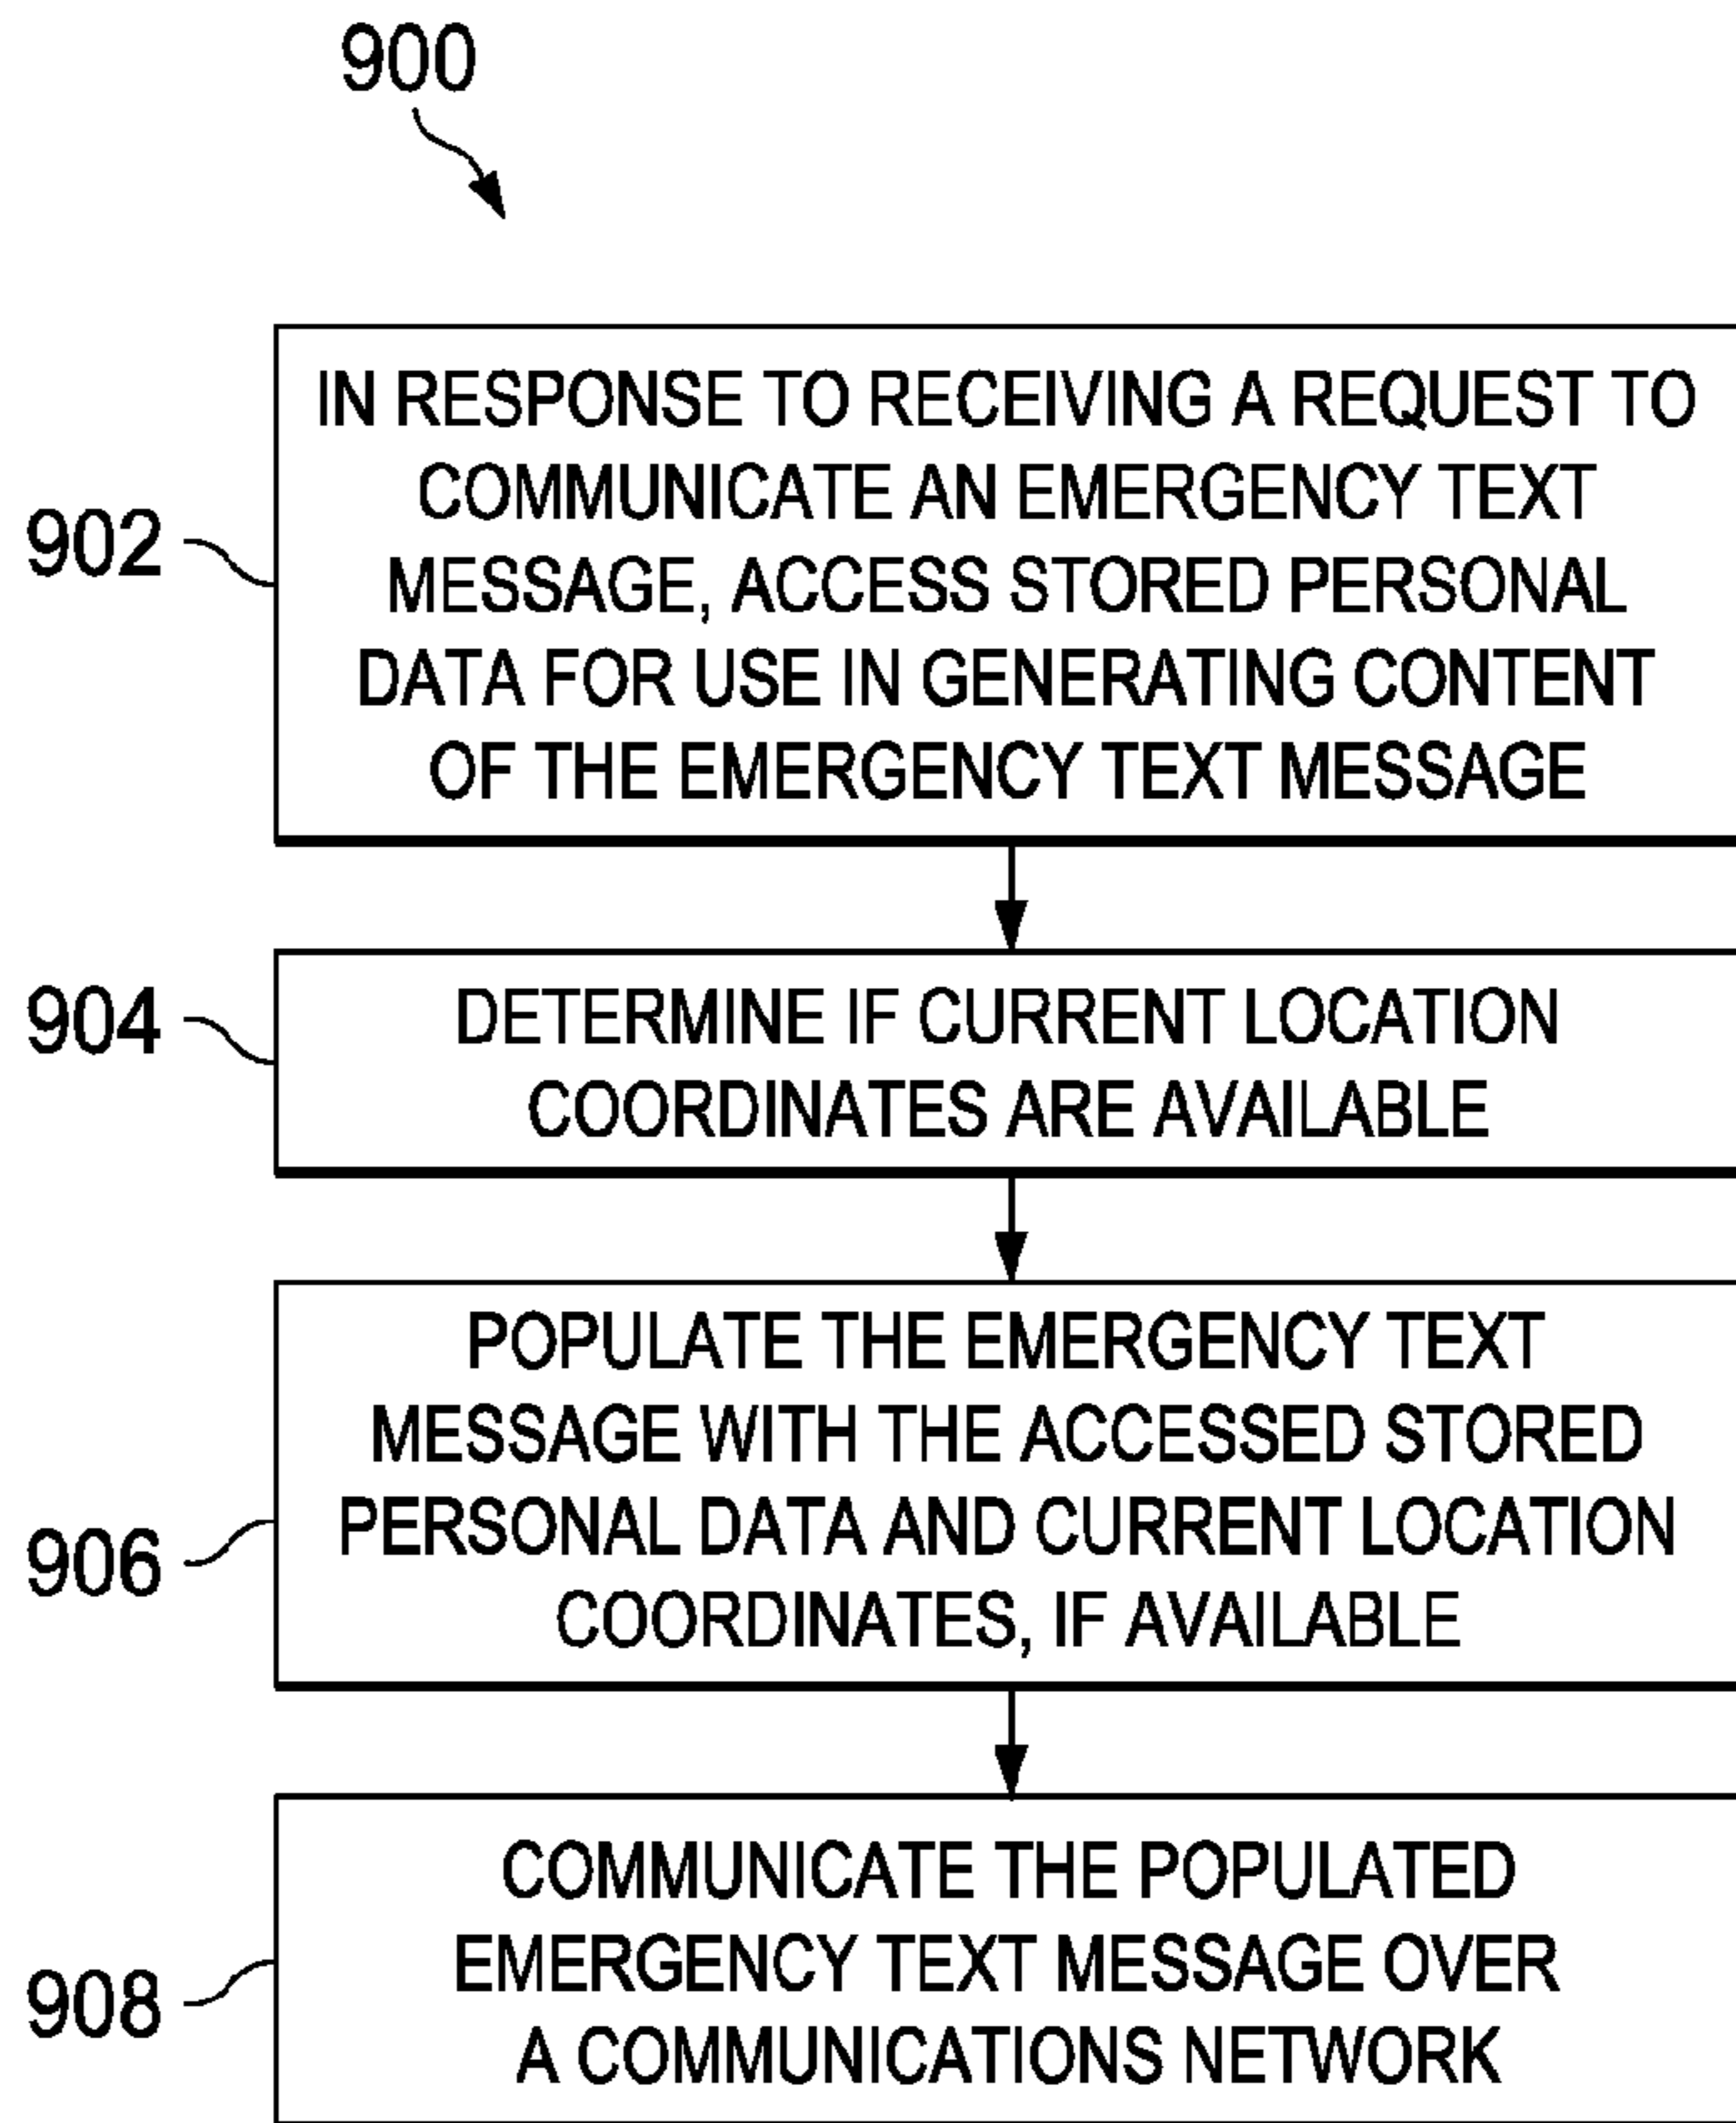 900
902
IN RESPONSE TO RECEIVING A REQUEST TO
COMMUNICATE AN EMERGENCY TEXT
MESSAGE, ACCESS STORED PERSONAL
DATA FOR USE IN GENERATING CONTENT
OF THE EMERGENCY TEXT MESSAGE
904
DETERMINE IF CURRENT LOCATION
COORDINATES ARE AVAILABLE
906
POPULATE THE EMERGENCY TEXT
MESSAGE WITH THE ACCESSED STORED
PERSONAL DATA AND CURRENT LOCATION
COORDINATES, IF AVAILABLE
908
COMMUNICATE THE POPULATED
EMERGENCY TEXT MESSAGE OVER
A COMMUNICATIONS NETWORK